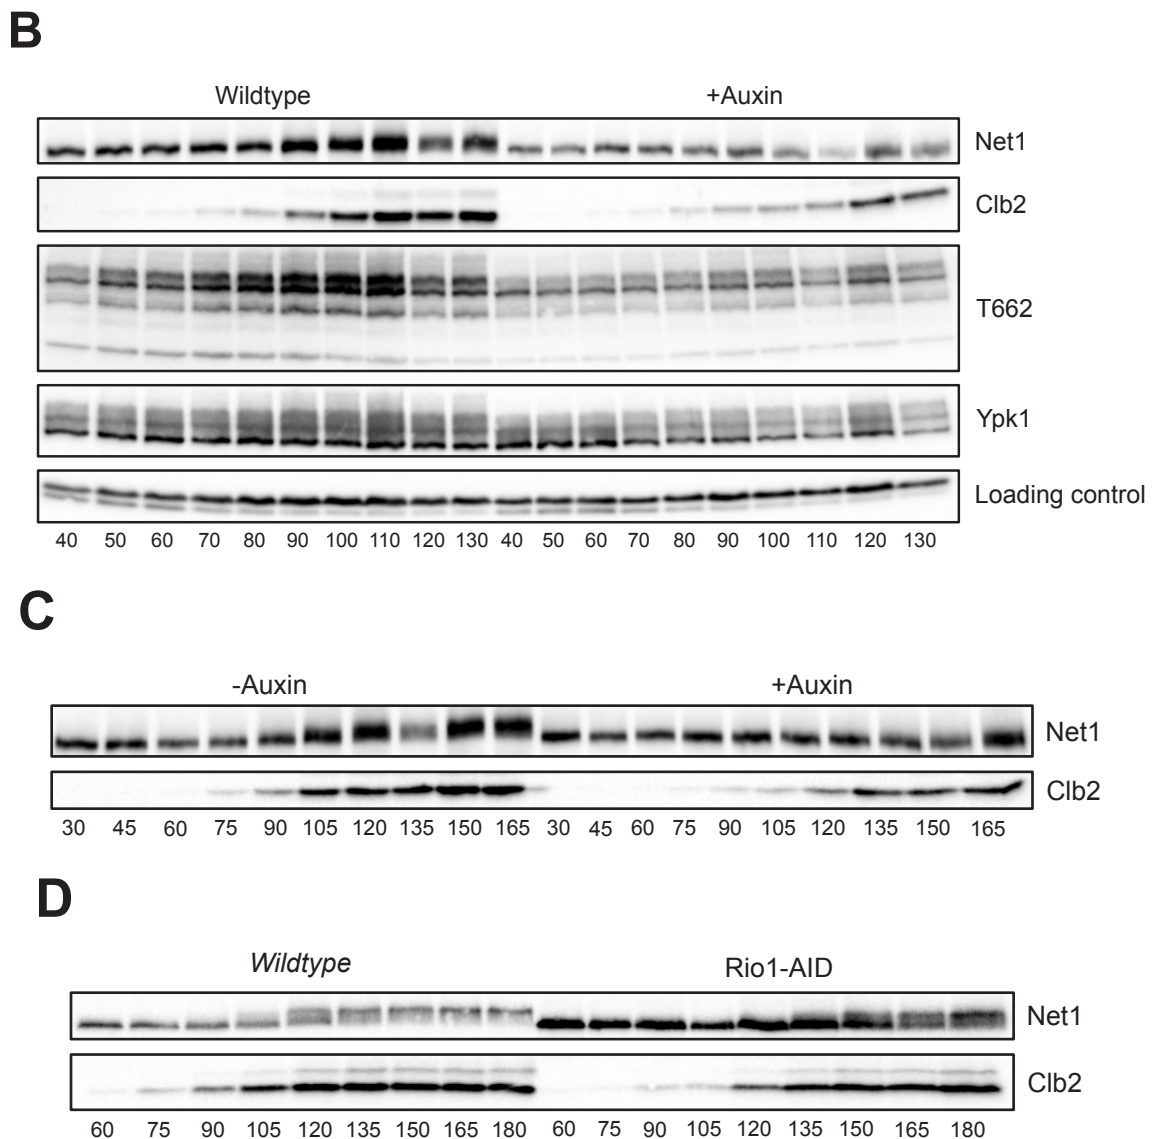 B
Wildtype +Auxin
Net1
Clb2
T662
Ypk1
Loading control
40 50 60 70 80 90 100 110 120 130 40 50 60 70 80 90 100 110 120 130
C
-Auxin +Auxin
Net1
Clb2
30 45 60 75 90 105 120 135 150 165 30 45 60 75 90 105 120 135 150 165
D
Wildtype Rio1-AID
Net1
Clb2
60 75 90 105 120 135 150 165 180 60 75 90 105 120 135 150 165 180